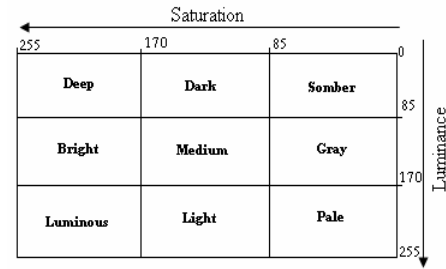 Saturation
255 170 85 0
Deep Dark Somber
85
Bright Medium Gray
170
Luminous Light Pale
255
Luminance